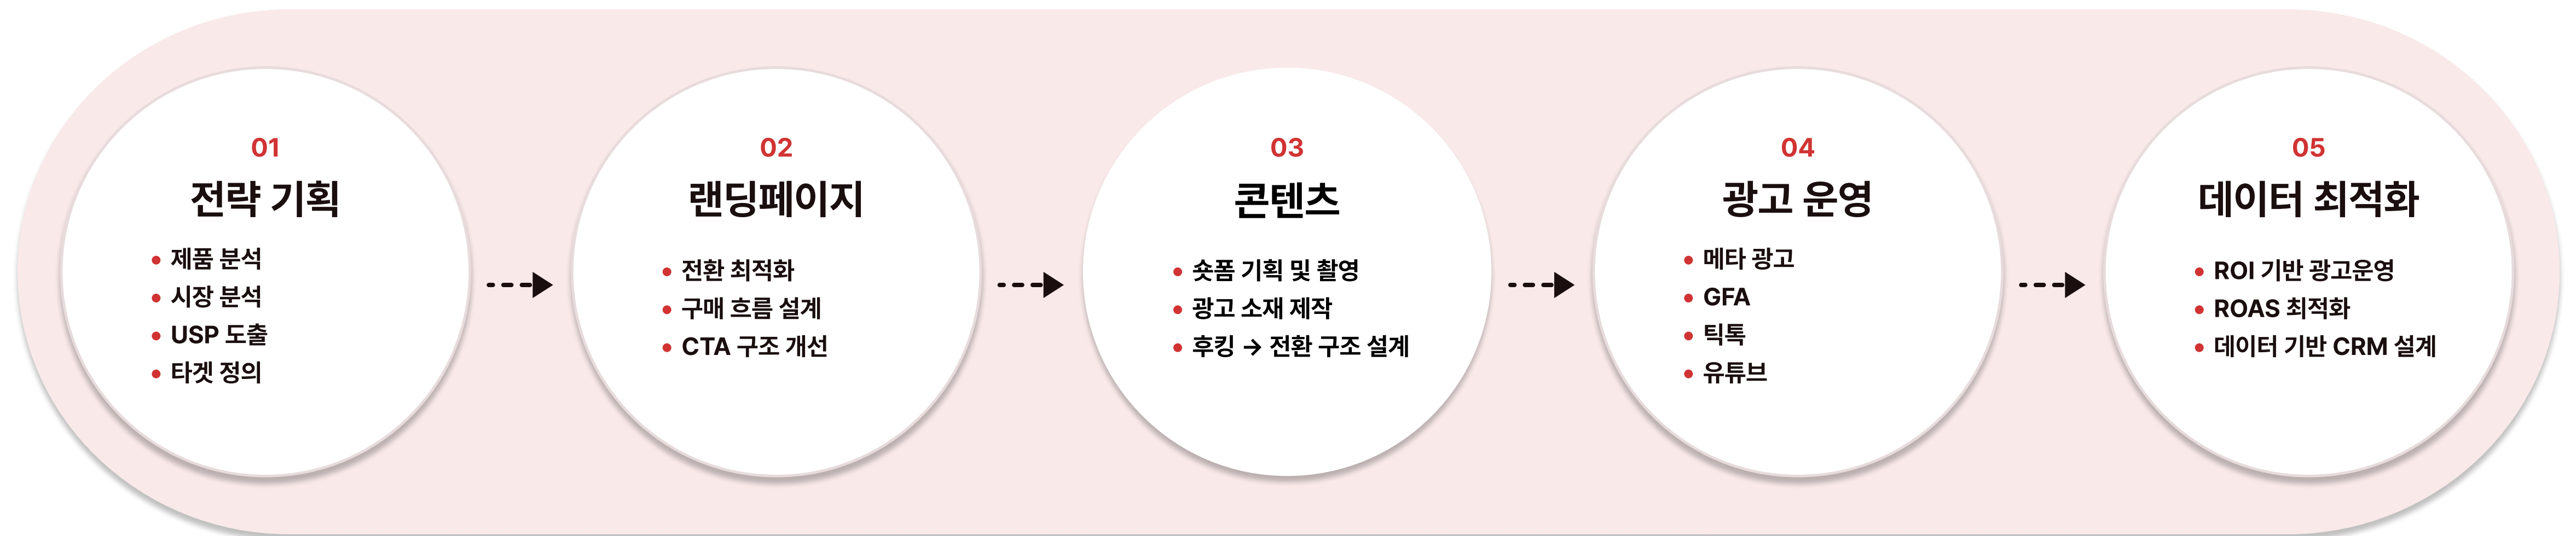 01
전략 기획
제품 분석
시장 분석
USP 도출
타겟 정의
02
랜딩페이지
전환 최적화
구매 흐름 설계
CTA 구조 개선
03
콘텐츠
숏폼 기획 및 촬영
광고 소재 제작
후킹 → 전환 구조 설계
04
광고 운영
메타 광고
GFA
틱톡
유튜브
05
데이터 최적화
ROI 기반 광고운영
ROAS 최적화
데이터 기반 CRM 설계